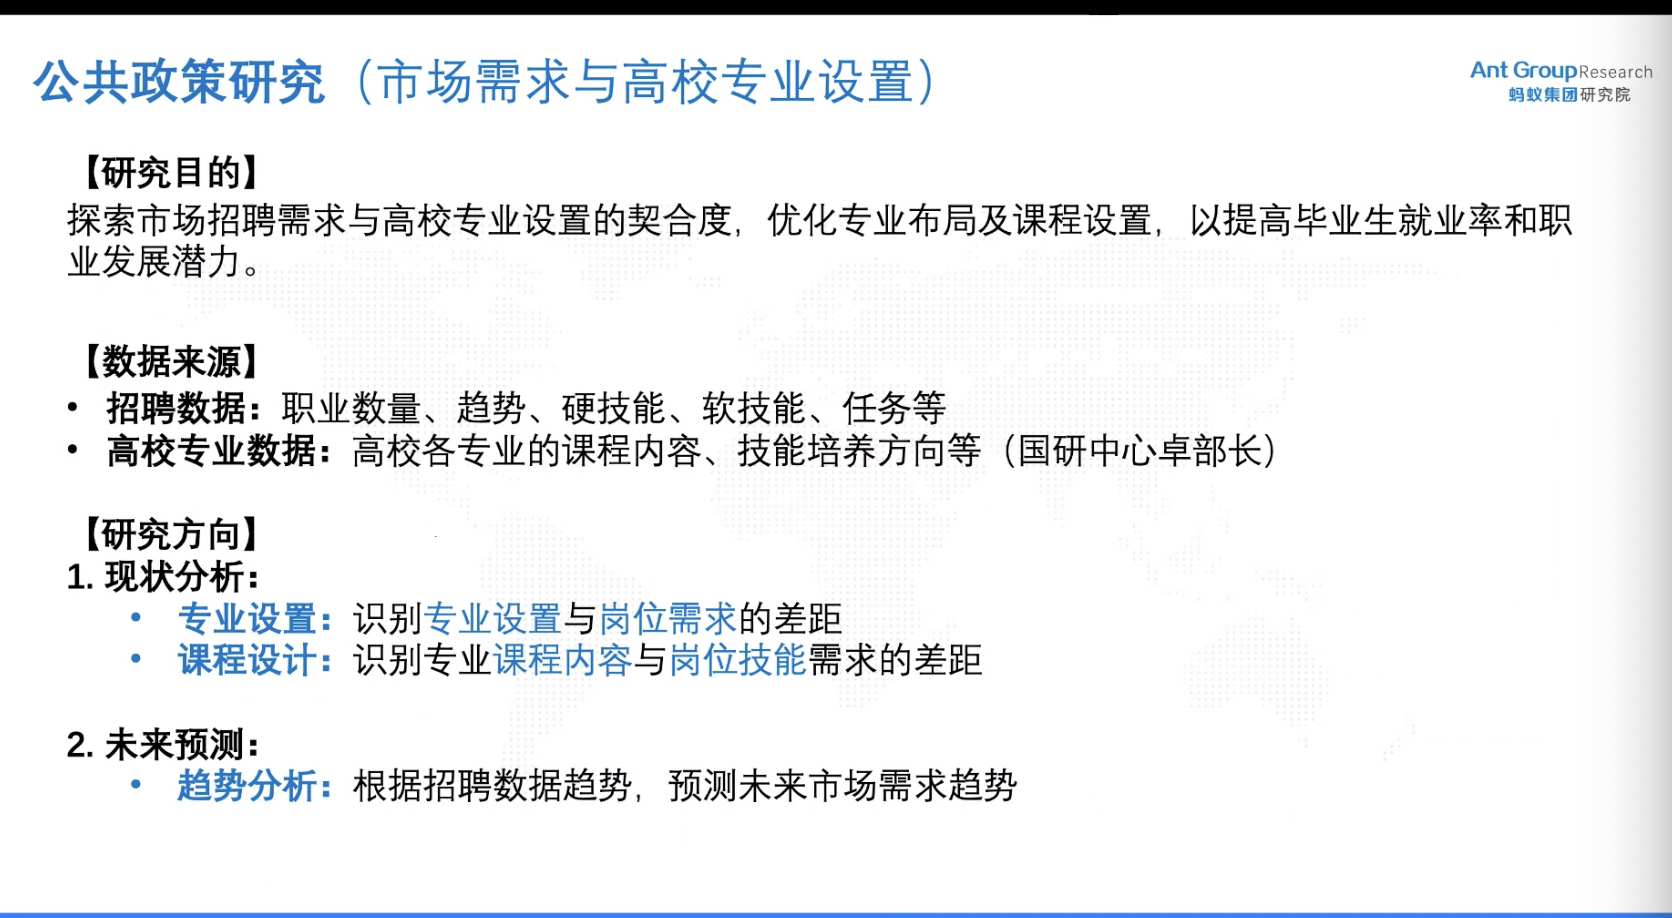 公共政策研究（市场需求与高校专业设置）
Ant Group Research
蚂蚁集团研究院
【研究目的】
探索市场招聘需求与高校专业设置的契合度，优化专业布局及课程设置，以提高毕业生就业率和职
业发展潜力。
【数据来源】
• 招聘数据：职业数量、趋势、硬技能、软技能、任务等
• 高校专业数据：高校各专业的课程内容、技能培养方向等（国研中心卓部长）
【研究方向】
1. 现状分析：
• 专业设置：识别专业设置与岗位需求的差距
• 课程设计：识别专业课程内容与岗位技能需求的差距
2. 未来预测：
• 趋势分析：根据招聘数据趋势，预测未来市场需求趋势